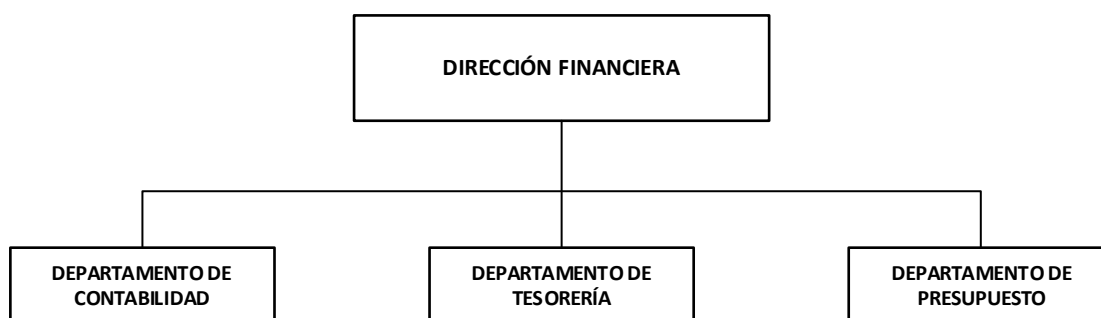 DIRECCIÓN FINANCIERA
DEPARTAMENTO DE
CONTABILIDAD
DEPARTAMENTO DE
TESORERÍA
DEPARTAMENTO DE
PRESUPUESTO